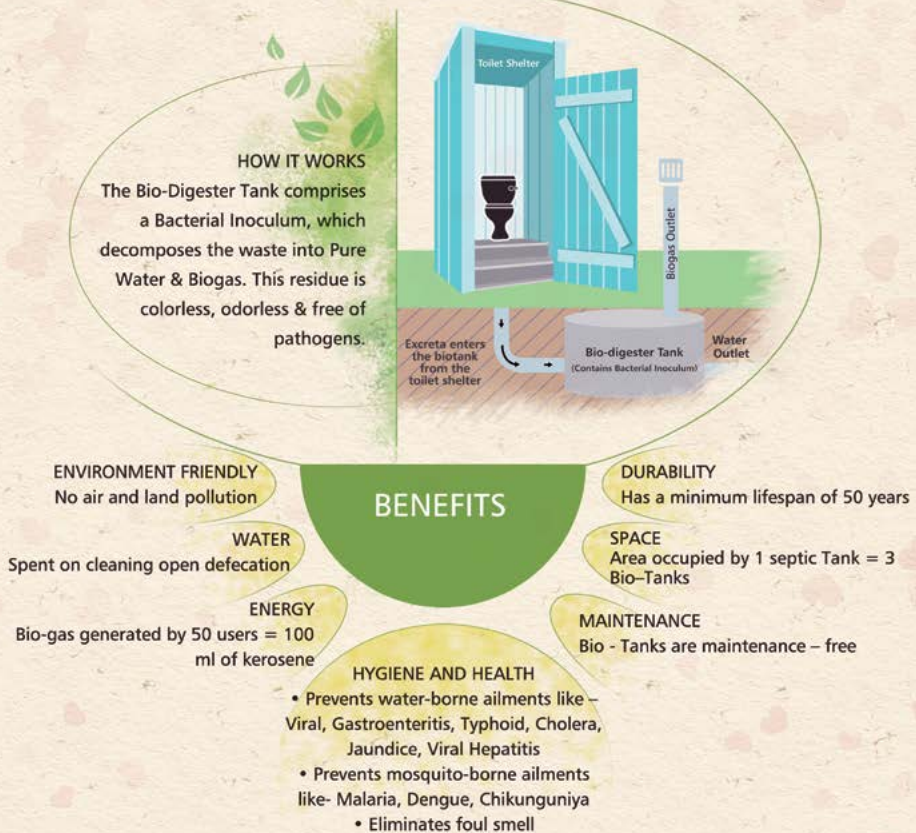 HOW IT WORKS
The Bio-Digester Tank comprises
a Bacterial Inoculum, which
decomposes the waste into Pure
Water & Biogas. This residue is
colorless, odorless & free of
pathogens.
Toilet Shelter
Biogas Outlet
Excreta enters
the biotank
from the
toilet shelter
Bio-digester Tank
(Contains Bacterial Inoculum)
Water
Outlet
BENEFITS
ENVIRONMENT FRIENDLY
No air and land pollution
WATER
Spent on cleaning open defecation
ENERGY
Bio-gas generated by 50 users = 100
ml of kerosene
DURABILITY
Has a minimum lifespan of 50 years
SPACE
Area occupied by 1 septic Tank = 3
Bio–Tanks
MAINTENANCE
Bio - Tanks are maintenance – free
HYGIENE AND HEALTH
• Prevents water-borne ailments like –
Viral, Gastroenteritis, Typhoid, Cholera,
Jaundice, Viral Hepatitis
• Prevents mosquito-borne ailments
like- Malaria, Dengue, Chikunguniya
• Eliminates foul smell